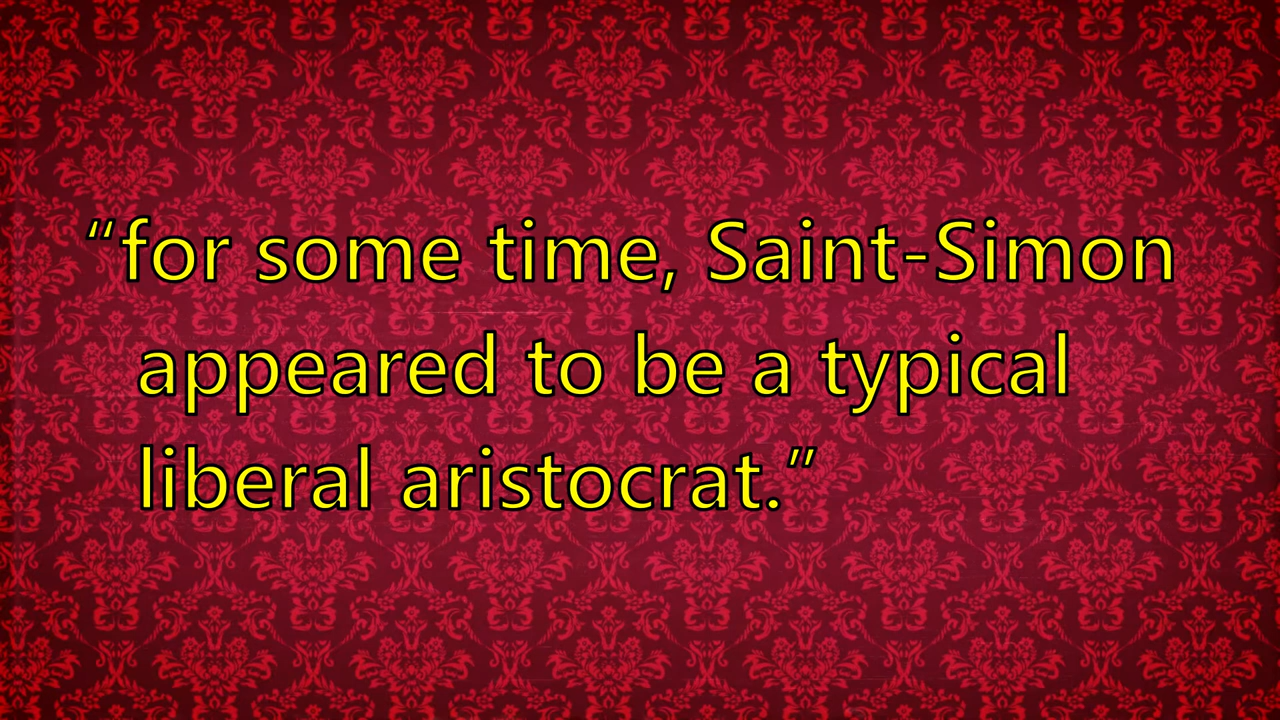 “for some time, Saint-Simon
appeared to be a typical
liberal aristocrat.”